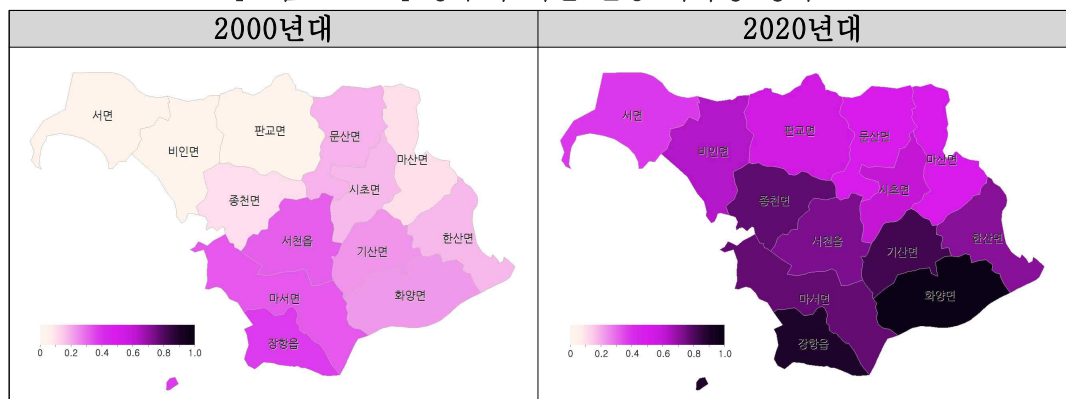 2000년대
2020년대
서면
비인면
판교면
문산면
마산면
종천면
시초면
서천읍
기산면
한산면
마서면
화양면
장항읍
0 0.2 0.4 0.6 0.8 1.0
서면
비인면
판교면
문산면
마산면
종천면
시초면
서천읍
기산면
한산면
마서면
화양면
장항읍
0 0.2 0.4 0.6 0.8 1.0